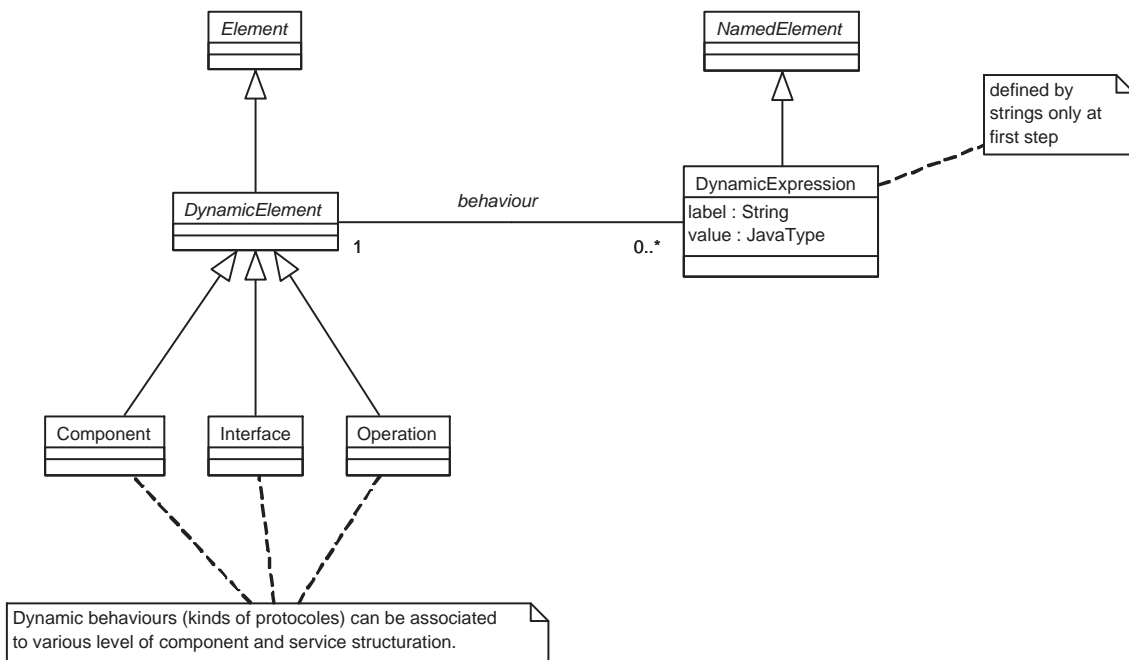 Element
NamedElement
defined by
strings only at
first step
DynamicElement
behaviour
1
0..*
DynamicExpression
label : String
value : JavaType
Component
Interface
Operation
Dynamic behaviours (kinds of protocoles) can be associated
to various level of component and service structuration.